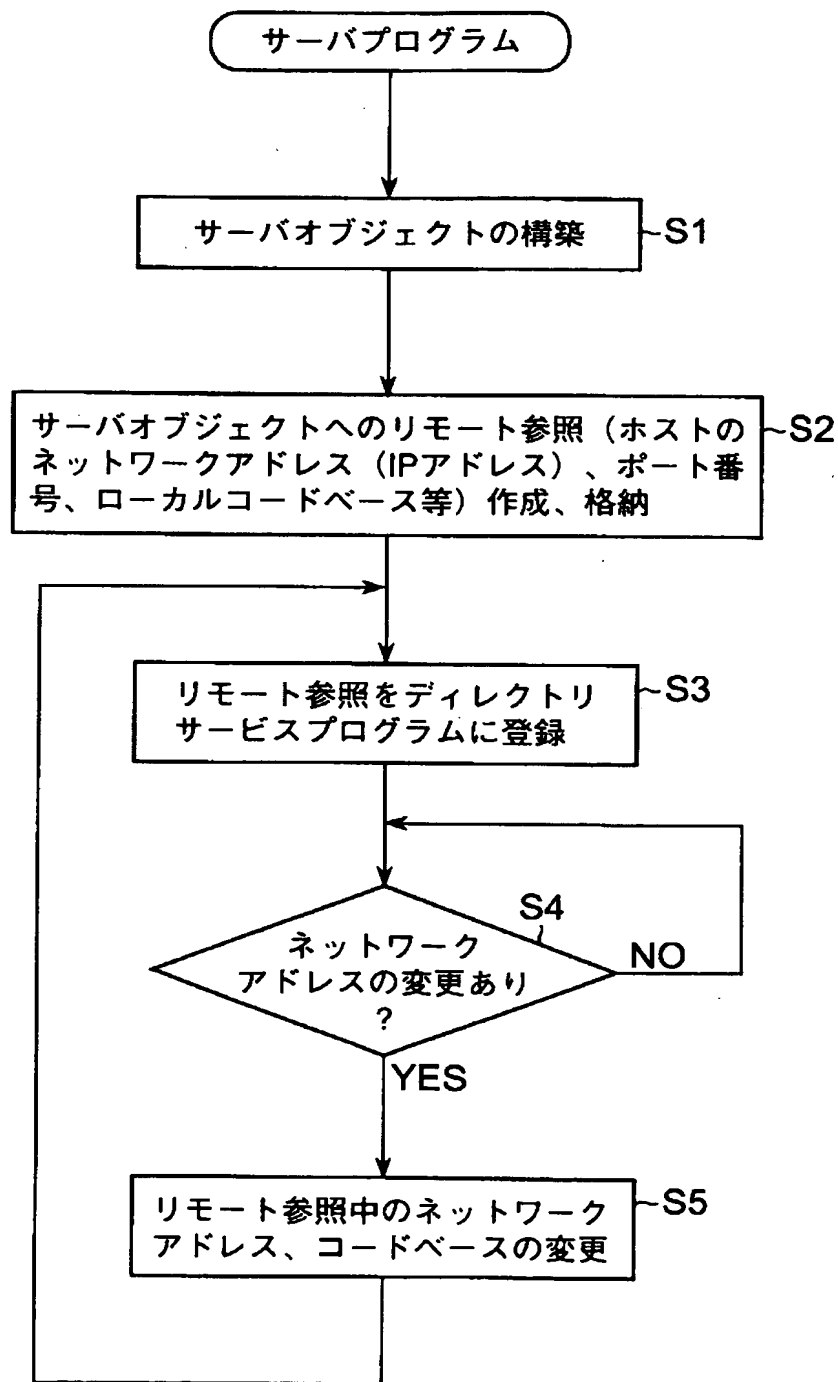 サーバプログラム
サーバオブジェクトの構築
S1
サーバオブジェクトへのリモート参照（ホストの
ネットワークアドレス（IPアドレス）、ポート番
号、ローカルコードベース等）作成、格納
S2
リモート参照をディレクトリ
サービスプログラムに登録
S3
S4
ネットワーク
アドレスの変更あり
?
NO
YES
リモート参照中のネットワーク
アドレス、コードベースの変更
S5